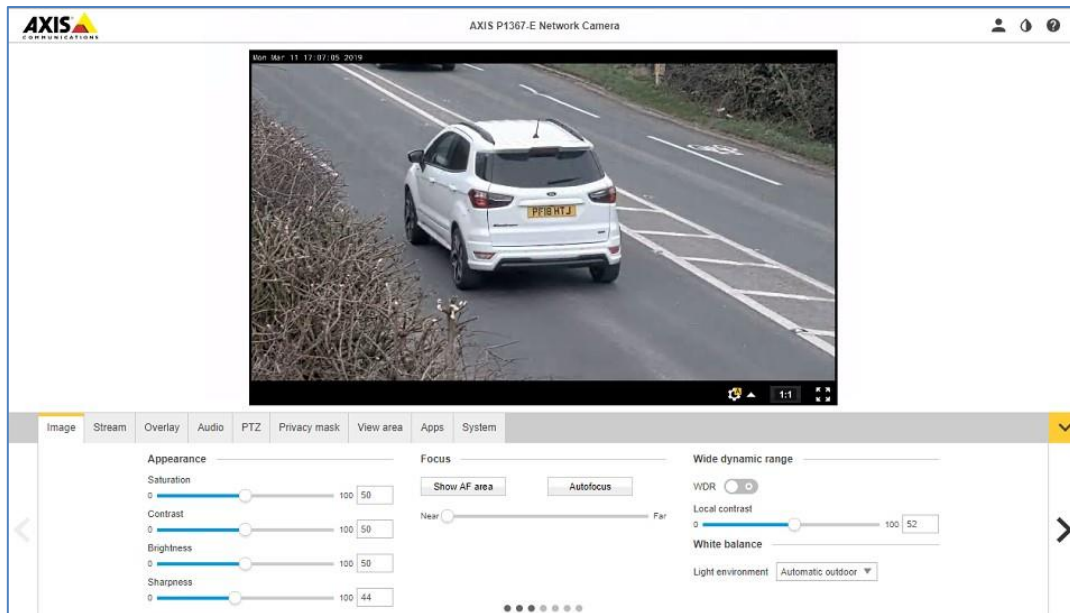 AXIS
COMMUNICATIONS
AXIS P1367-E Network Camera
Mon Mar 11 17:07:05 2019
PF18 HTJ
A
1:1
Image Stream Overlay Audio PTZ Privacy mask View area Apps System
Appearance
Saturation
0 100 50
Contrast
0 100 50
Brightness
0 100 50
Sharpness
0 100 44
Focus
Show AF area Autofocus
Near Far
Wide dynamic range
WDR
Local contrast
0 100 52
White balance
Light environment Automatic outdoor